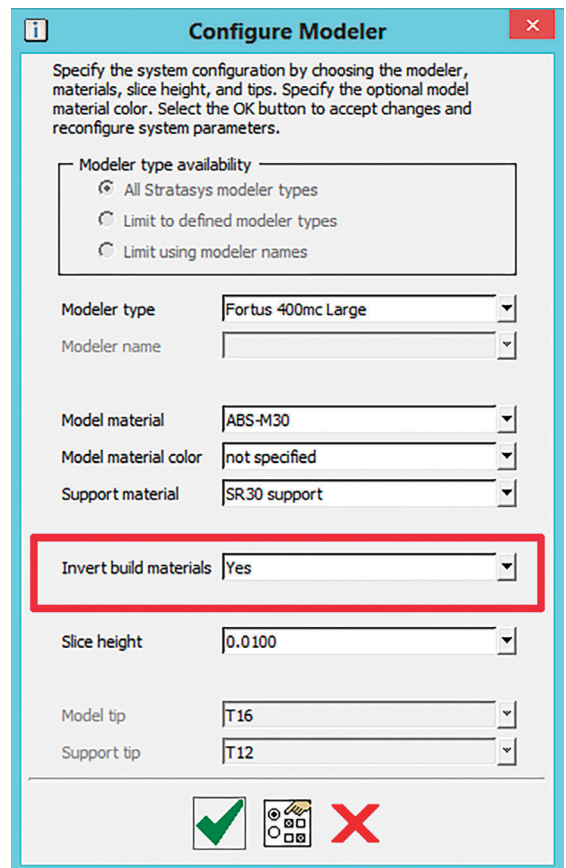 Configure Modeler
Specify the system configuration by choosing the modeler,
materials, slice height, and tips. Specify the optional model
material color. Select the OK button to accept changes and
reconfigure system parameters.
Modeler type availability
All Stratasys modeler types
Limit to defined modeler types
Limit using modeler names
Modeler type Fortus 400mc Large
Modeler name
Model material ABS-M30
Model material color not specified
Support material SR30 support
Invert build materials Yes
Slice height 0.0100
Model tip T16
Support tip T12